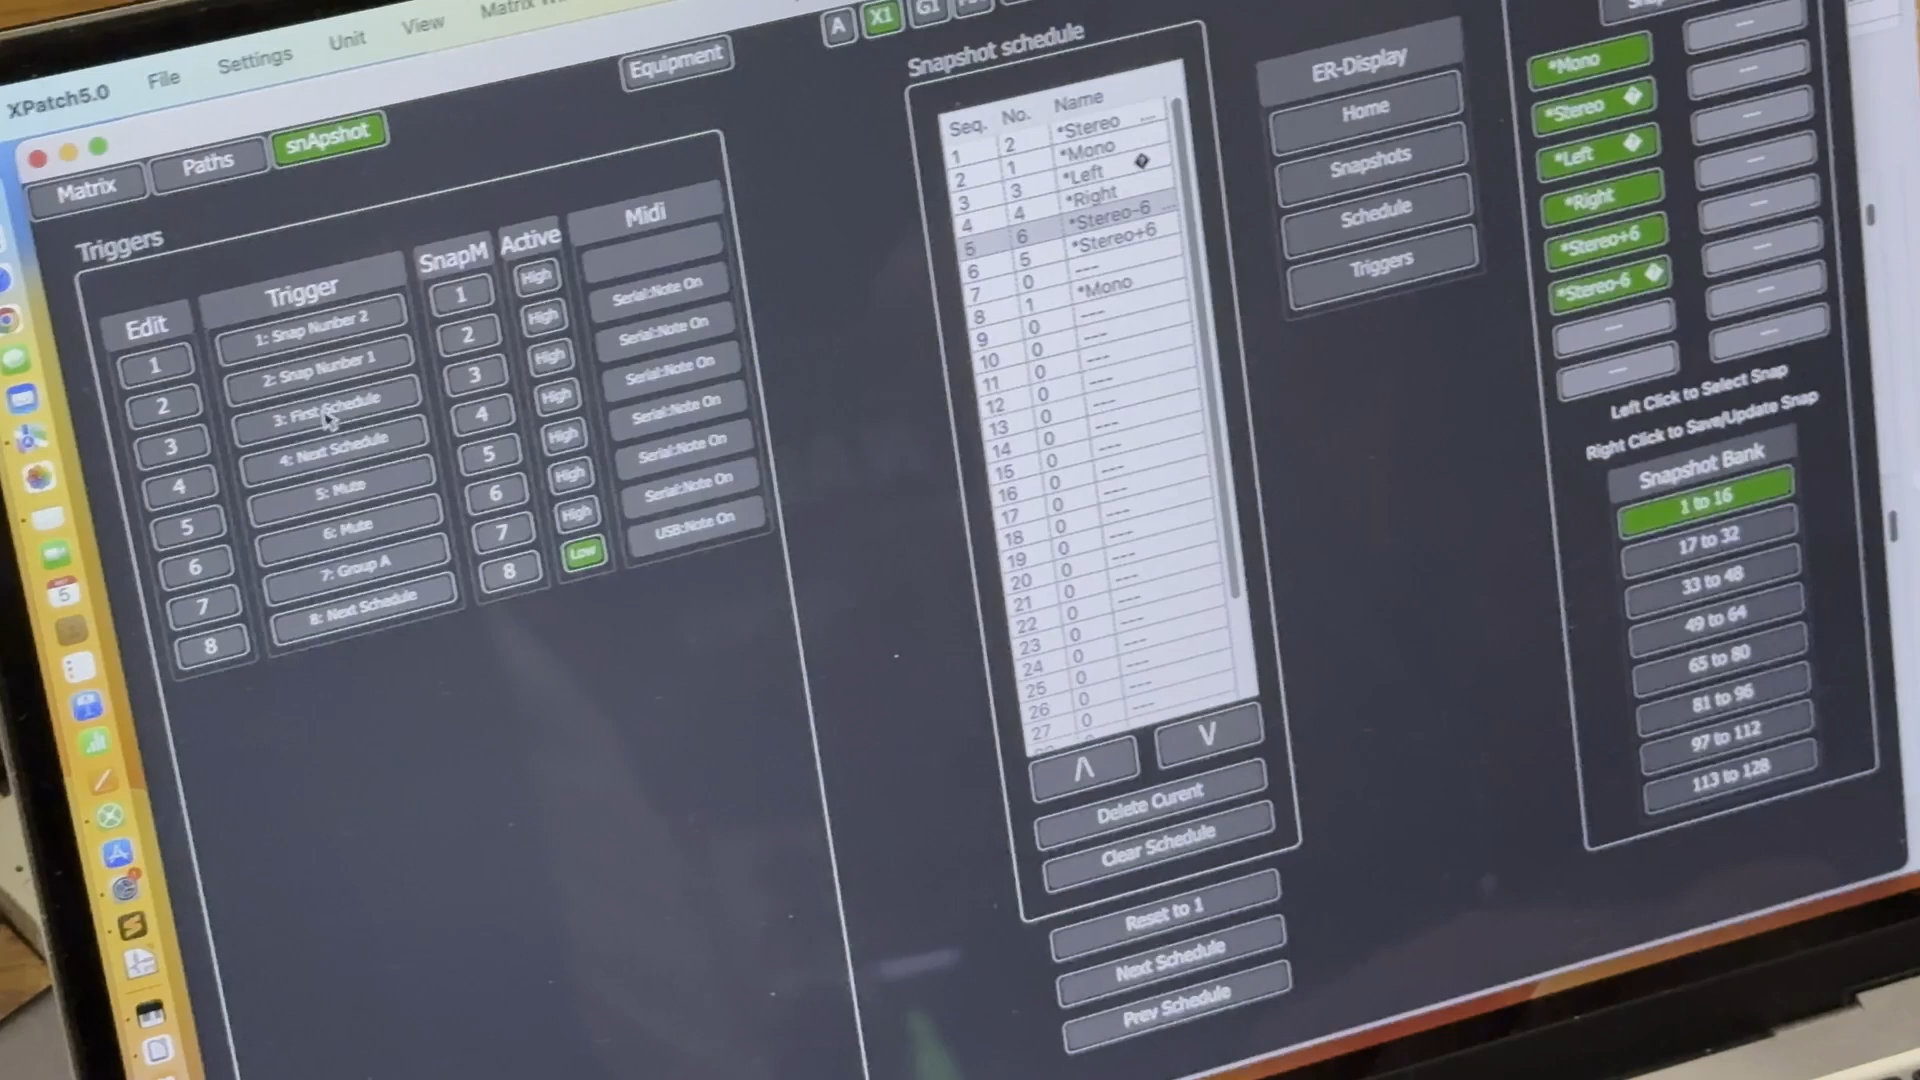 XPatch5.0 File Settings Unit View Matrix
Equipment
A X1 G1
Matrix Paths snApshot
Triggers
Edit Trigger SnapM Active Midi
1 1: Snap Nunber 2 1 High
2 2: Snap Nunber 1 2 High Serial:Note On
3 3: First Schedule 3 High Serial:Note On
4 4: Next Schedule 4 High Serial:Note On
5 5: Mute 5 High Serial:Note On
6 6: Mute 6 High Serial:Note On
7 7: Group A 7 High Serial:Note On
8 8: Next Schedule 8 Low USB:Note On
Snapshot schedule
Seq. No. Name
1 2 *Stereo ...
2 1 *Mono
3 3 *Left
4 4 *Right
5 6 *Stereo-6 ...
6 5 *Stereo+6
7 0 ---
8 1 *Mono
9 0 ---
10 0 ---
11 0 ---
12 0 ---
13 0 ---
14 0 ---
15 0 ---
16 0 ---
17 0 ---
18 0 ---
19 0 ---
20 0 ---
21 0 ---
22 0 ---
23 0 ---
24 0 ---
25 0 ---
26 0 ---
27 0 ---
Λ V
Delete Curent
Clear Schedule
Reset to 1
Next Schedule
Prev Schedule
ER-Display
Home
Snapshots
Schedule
Triggers
*Mono ---
*Stereo ---
*Left ---
*Right ---
*Stereo+6 ---
*Stereo-6 ---
--- ---
--- ---
Left Click to Select Snap
Right Click to Save/Update Snap
Snapshot Bank
1 to 16
17 to 32
33 to 48
49 to 64
65 to 80
81 to 96
97 to 112
113 to 128
5